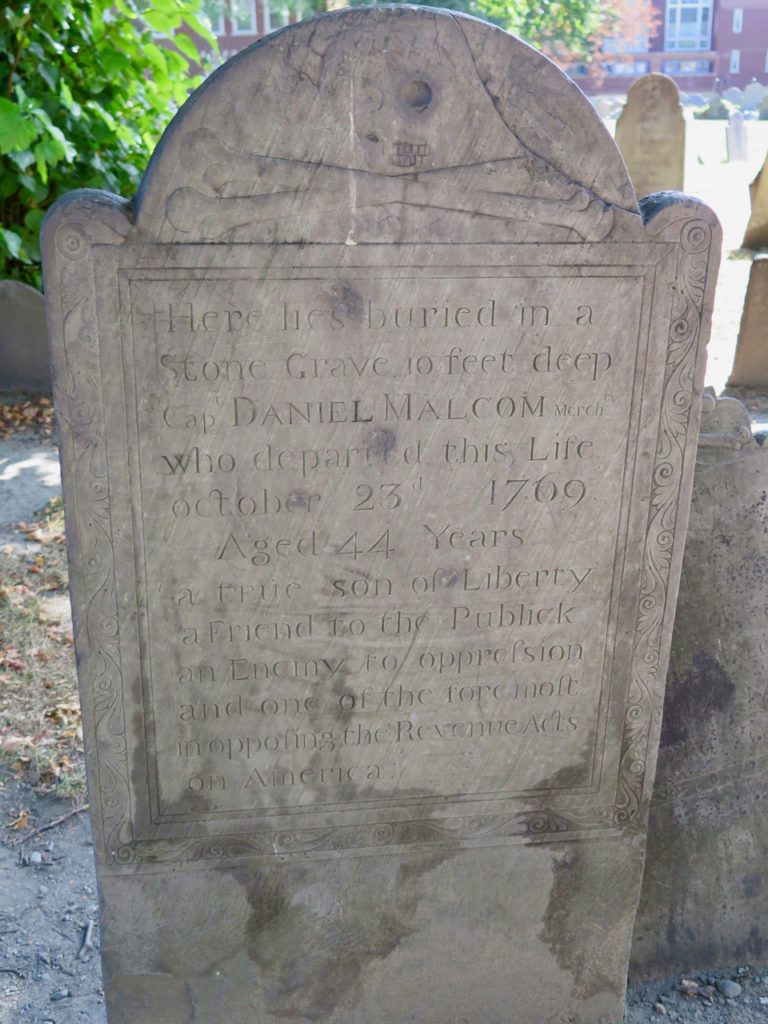 Here lies buried in a
Stone Grave 10 feet deep
Capᵗ DANIEL MALCOM Merchᵗ
who departed this Life
october 23ᵈ 1769
Aged 44 Years
a true son of Liberty
a Friend to the Publick
an Enemy to oppreſsion
and one of the foremoſt
in oppoſing the Revenue Acts
on America